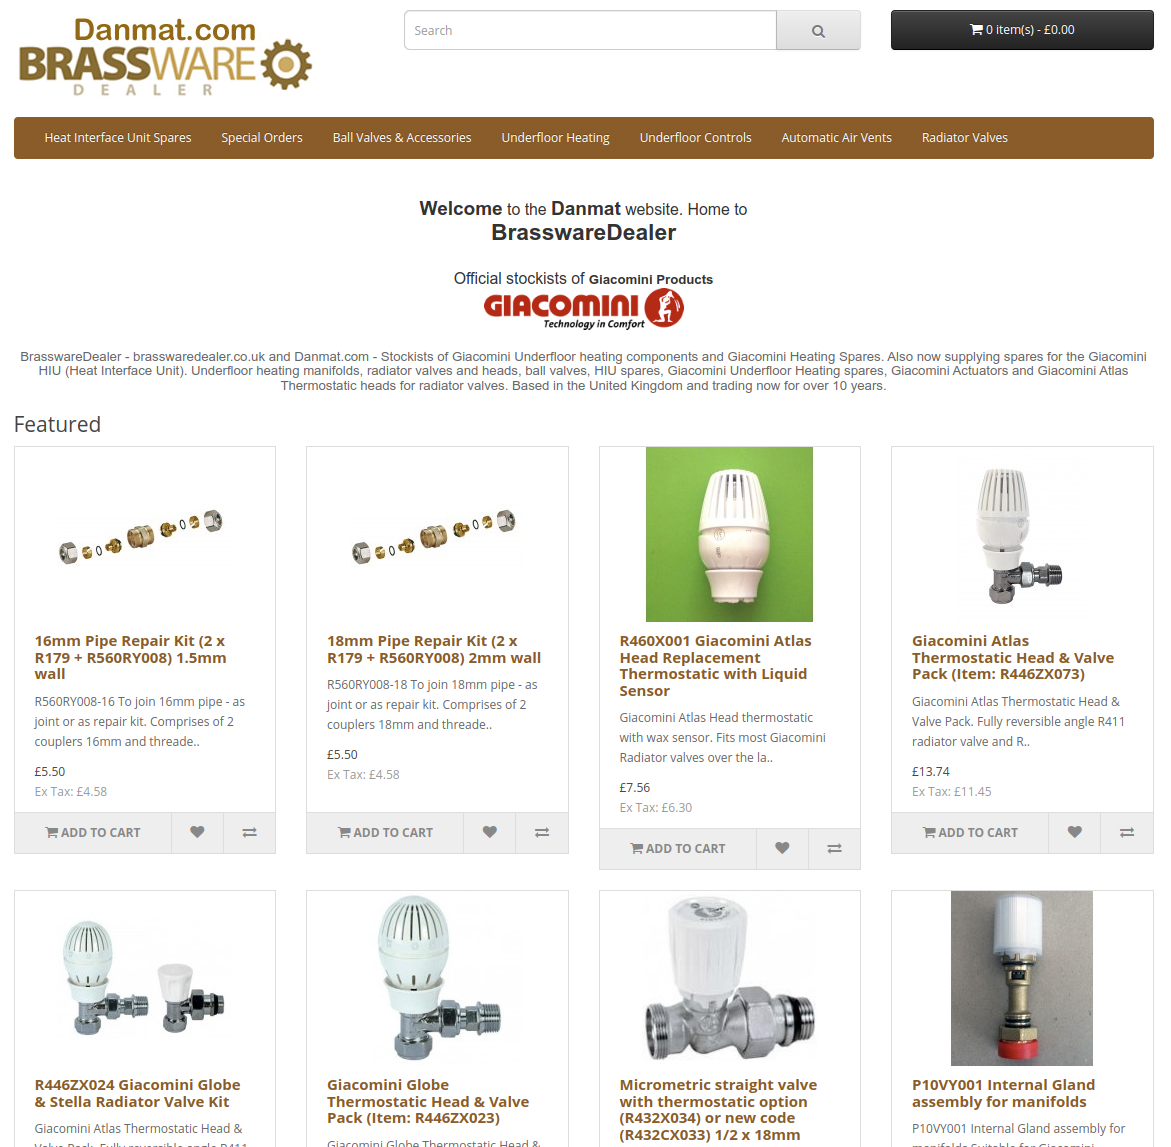 Danmat.com
BRASSWARE
DEALER
Search
0 item(s) - £0.00
Heat Interface Unit Spares Special Orders Ball Valves & Accessories Underfloor Heating Underfloor Controls Automatic Air Vents Radiator Valves
Welcome to the Danmat website. Home to
BrasswareDealer
Official stockists of Giacomini Products
GIACOMINI
Technology in Comfort
BrasswareDealer - brasswaredealer.co.uk and Danmat.com - Stockists of Giacomini Underfloor heating components and Giacomini Heating Spares. Also now supplying spares for the Giacomini
HIU (Heat Interface Unit). Underfloor heating manifolds, radiator valves and heads, ball valves, HIU spares, Giacomini Underfloor Heating spares, Giacomini Actuators and Giacomini Atlas
Thermostatic heads for radiator valves. Based in the United Kingdom and trading now for over 10 years.
Featured
16mm Pipe Repair Kit (2 x
R179 + R560RY008) 1.5mm
wall
R560RY008-16 To join 16mm pipe - as
joint or as repair kit. Comprises of 2
couplers 16mm and threade..
£5.50
Ex Tax: £4.58
ADD TO CART
18mm Pipe Repair Kit (2 x
R179 + R560RY008) 2mm wall
R560RY008-18 To join 18mm pipe - as
joint or as repair kit. Comprises of 2
couplers 18mm and threade..
£5.50
Ex Tax: £4.58
ADD TO CART
R460X001 Giacomini Atlas
Head Replacement
Thermostatic with Liquid
Sensor
Giacomini Atlas Head thermostatic
with wax sensor. Fits most Giacomini
Radiator valves over the la..
£7.56
Ex Tax: £6.30
ADD TO CART
Giacomini Atlas
Thermostatic Head & Valve
Pack (Item: R446ZX073)
Giacomini Atlas Thermostatic Head &
Valve Pack. Fully reversible angle R411
radiator valve and R..
£13.74
Ex Tax: £11.45
ADD TO CART
R446ZX024 Giacomini Globe
& Stella Radiator Valve Kit
Giacomini Atlas Thermostatic Head &
Valve Pack. Fully reversible angle R411
Giacomini Globe
Thermostatic Head & Valve
Pack (Item: R446ZX023)
Giacomini Globe Thermostatic Head &
Micrometric straight valve
with thermostatic option
(R432X034) or new code
(R432CX033) 1/2 x 18mm
P10VY001 Internal Gland
assembly for manifolds
P10VY001 Internal Gland assembly for
manifolds Suitable for Giacomini